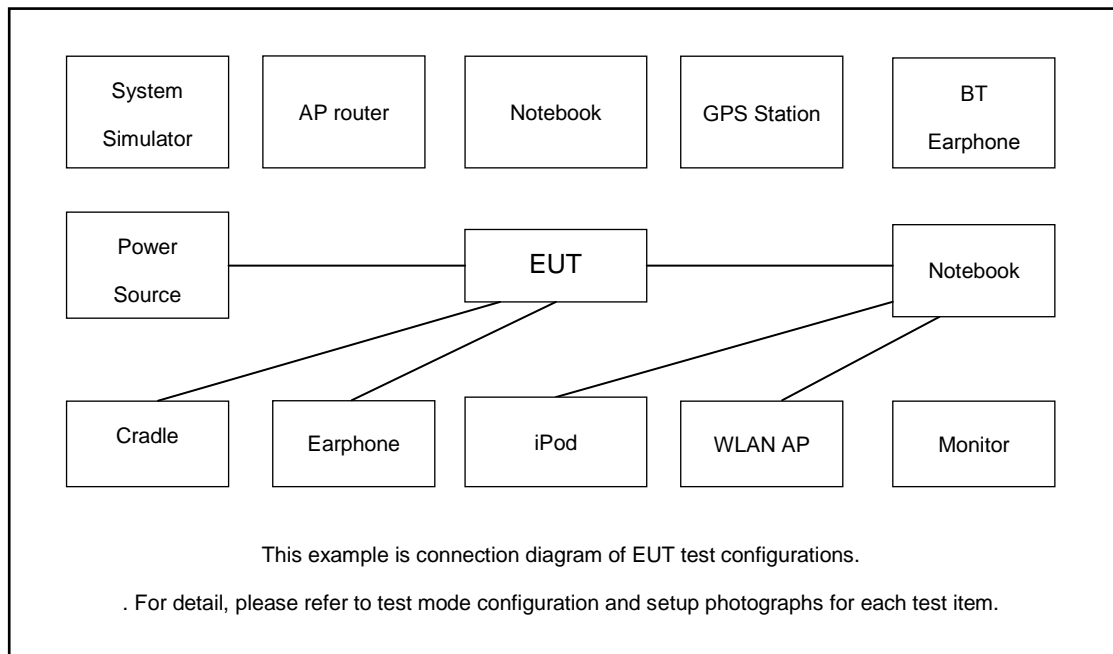 System
Simulator
AP router
Notebook
GPS Station
BT
Earphone
Power
Source
EUT
Notebook
Cradle
Earphone
iPod
WLAN AP
Monitor
This example is connection diagram of EUT test configurations.
. For detail, please refer to test mode configuration and setup photographs for each test item.